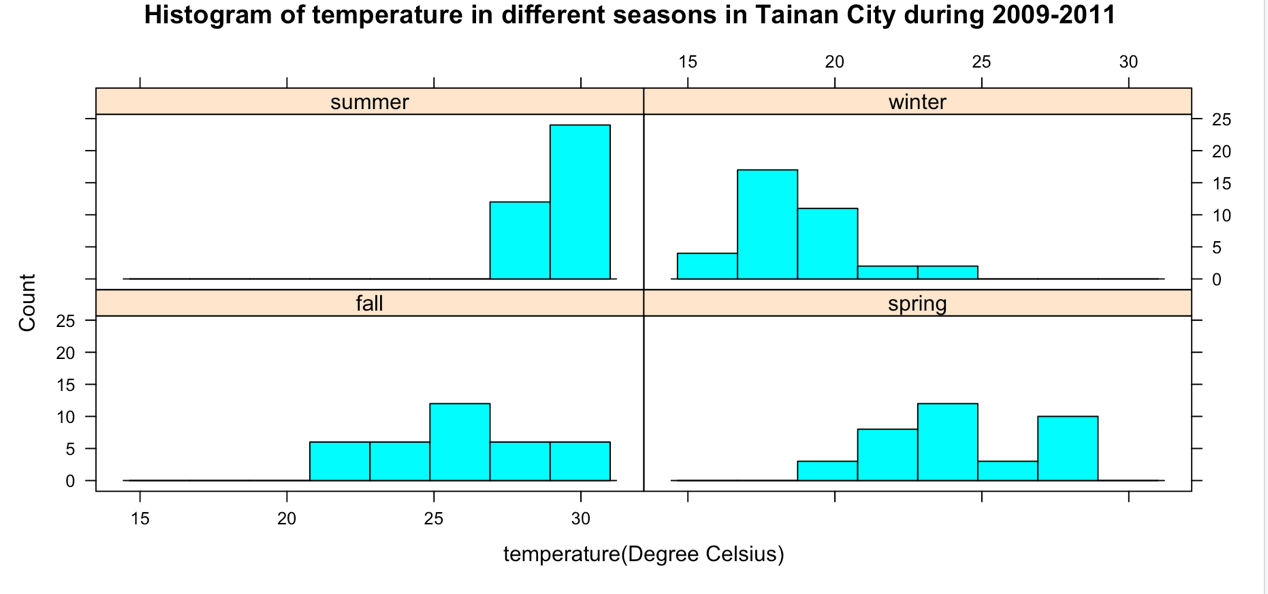 Histogram of temperature in different seasons in Tainan City during 2009-2011
15 20 25 30
summer winter
25
20
15
10
5
0
fall spring
Count
25
20
15
10
5
0
15 20 25 30
temperature(Degree Celsius)